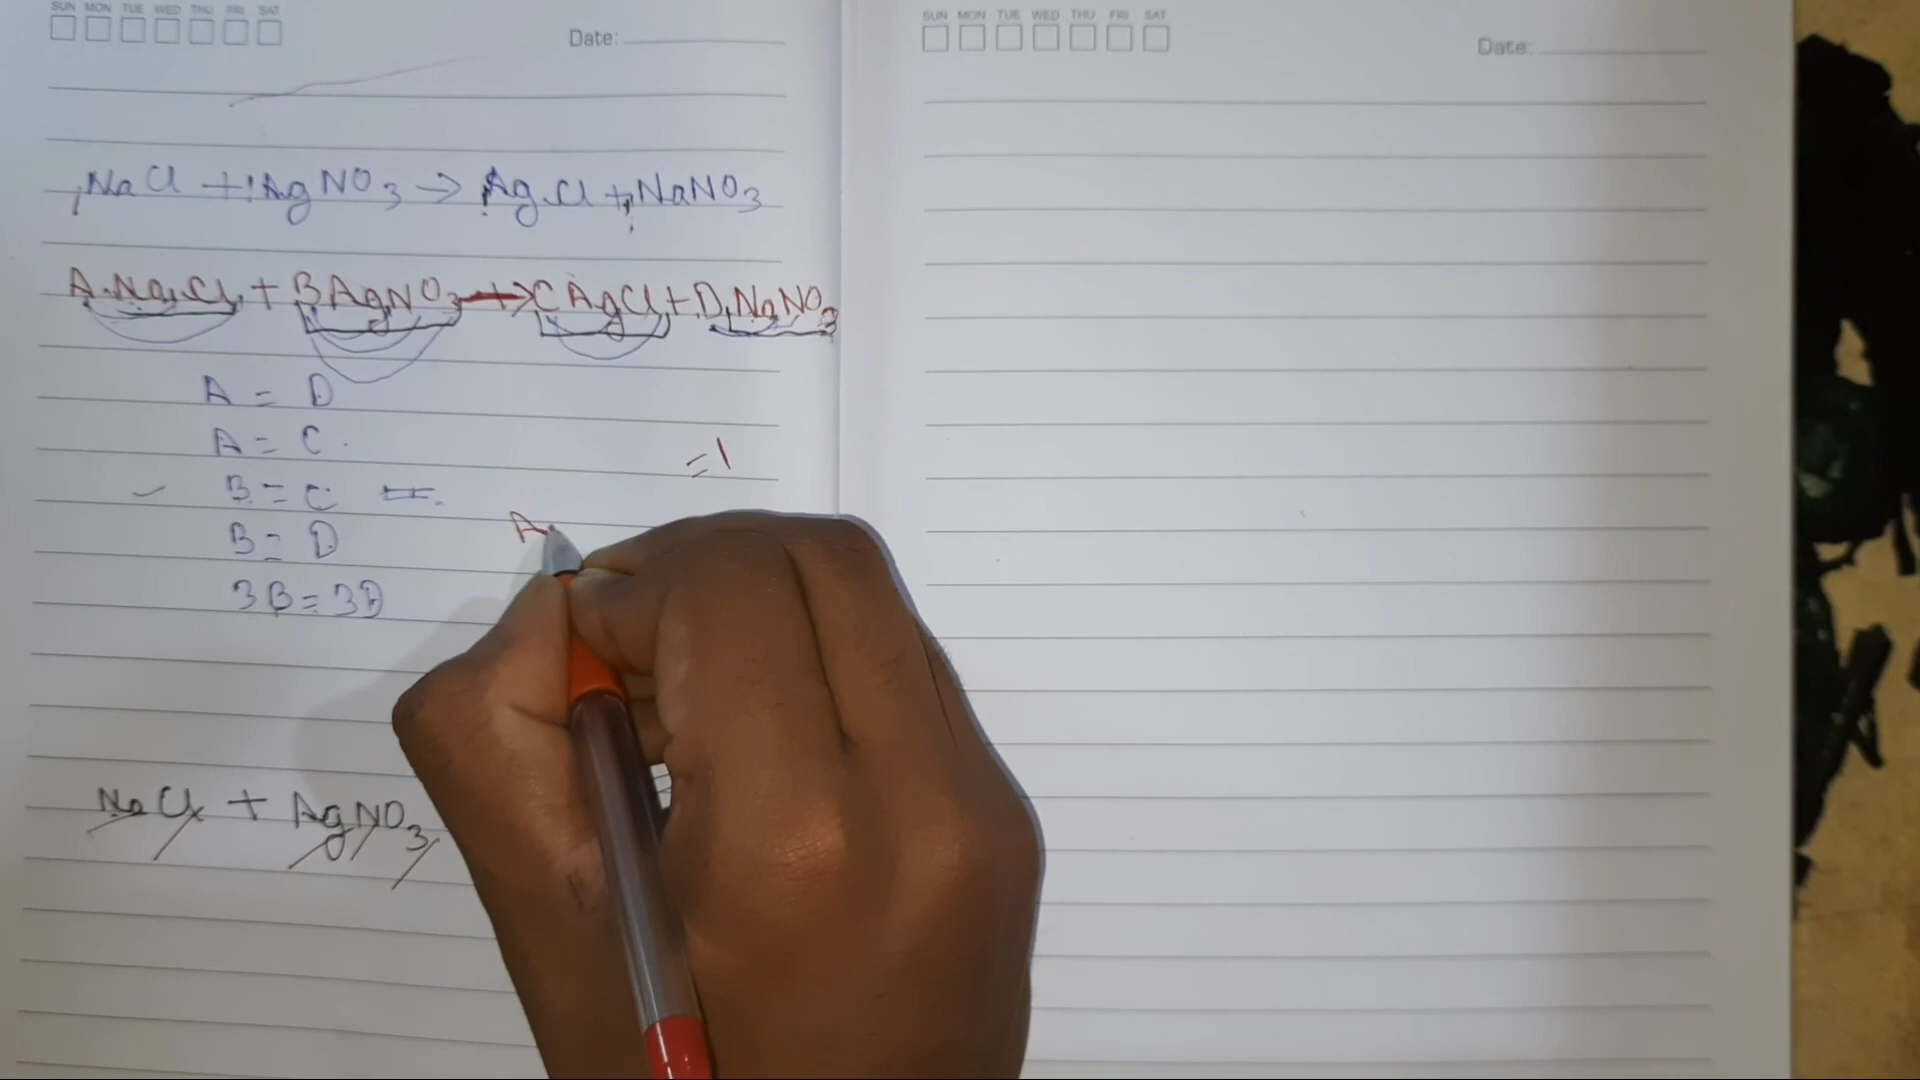 SUN MON TUE WED THU FRI SAT
Date:
NaCl + 1AgNO3 → AgCl + NaNO3
A NaCl + B AgNO3 → C AgCl + D NaNO3
A = D
A = C
= 1
B = C
A
B = D
3B = 3D
NaCl + AgNO3
SUN MON TUE WED THU FRI SAT
Date: